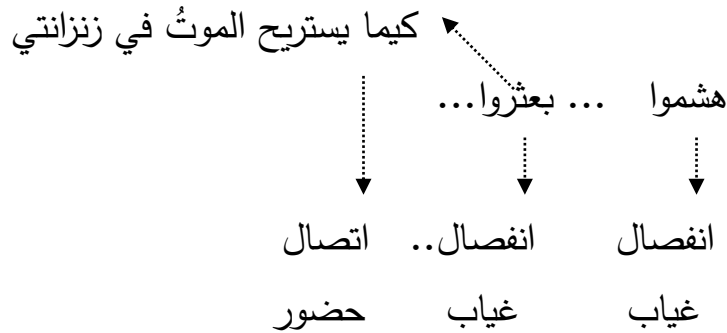 كيما يستريح الموتُ في زنزانتي
هشموا ... بعثروا...
انفصال انفصال.. اتصال
غياب غياب حضور